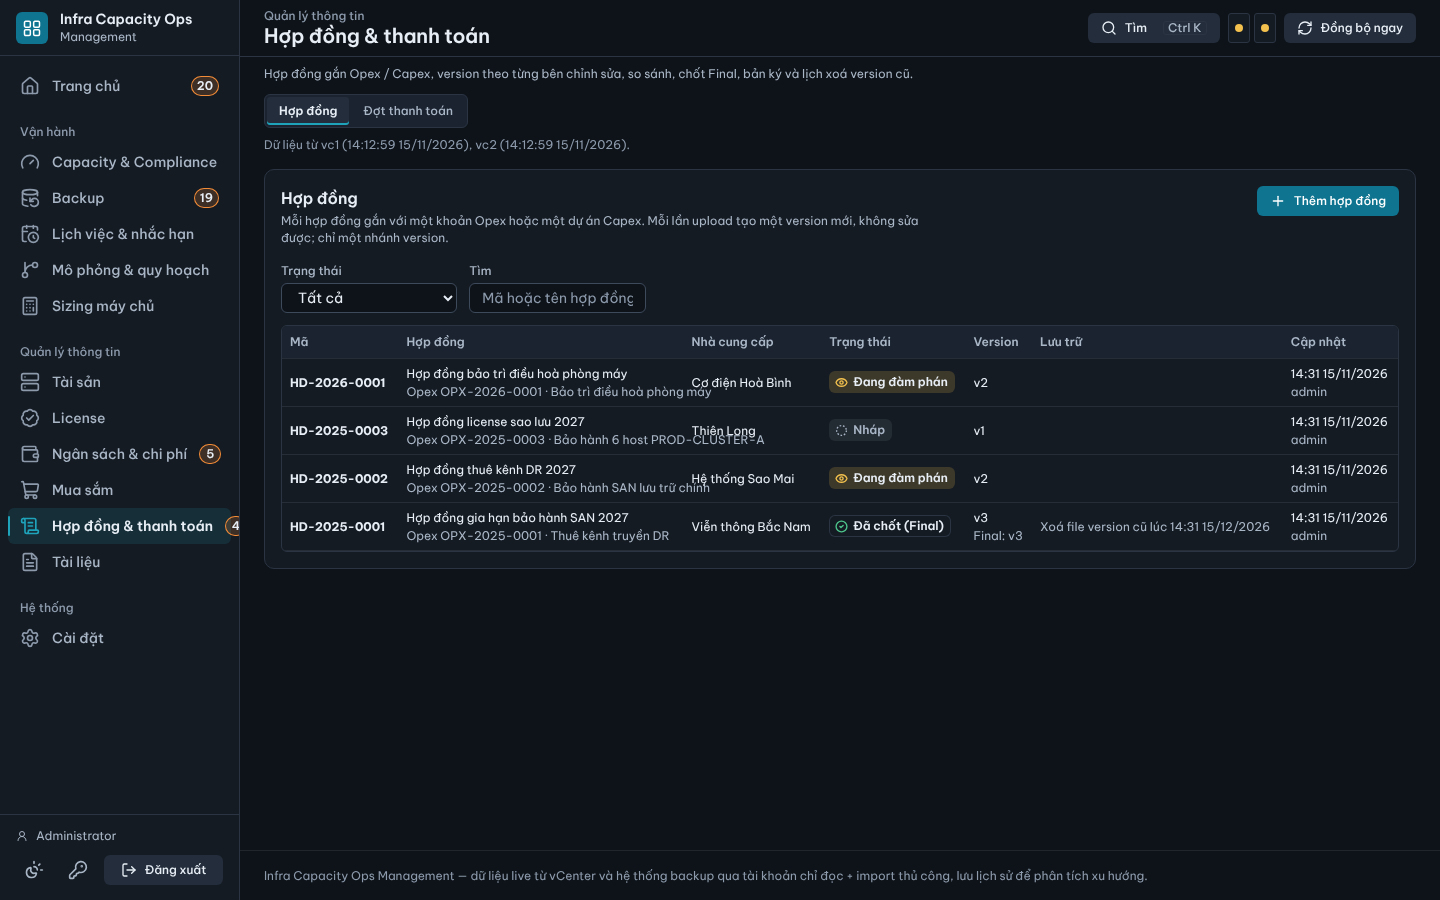 Infra Capacity Ops
Management
Trang chủ 20
Vận hành
Capacity & Compliance
Backup 19
Lịch việc & nhắc hạn
Mô phỏng & quy hoạch
Sizing máy chủ
Quản lý thông tin
Tài sản
License
Ngân sách & chi phí 5
Mua sắm
Hợp đồng & thanh toán 4
Tài liệu
Hệ thống
Cài đặt
Administrator
Đăng xuất
Quản lý thông tin
Hợp đồng & thanh toán
Tìm Ctrl K
Đồng bộ ngay
Hợp đồng gắn Opex / Capex, version theo từng bên chỉnh sửa, so sánh, chốt Final, bản ký và lịch xoá version cũ.
Hợp đồng Đợt thanh toán
Dữ liệu từ vc1 (14:12:59 15/11/2026), vc2 (14:12:59 15/11/2026).
Hợp đồng
Mỗi hợp đồng gắn với một khoản Opex hoặc một dự án Capex. Mỗi lần upload tạo một version mới, không sửa
được; chỉ một nhánh version.
Thêm hợp đồng
Trạng thái Tìm
Tất cả Mã hoặc tên hợp đồng
Mã Hợp đồng Nhà cung cấp Trạng thái Version Lưu trữ Cập nhật
HD-2026-0001 Hợp đồng bảo trì điều hoà phòng máy Cơ điện Hoà Bình Đang đàm phán v2 14:31 15/11/2026
Opex OPX-2026-0001 · Bảo trì điều hoà phòng máy admin
HD-2025-0003 Hợp đồng license sao lưu 2027 Thiên Long Nháp v1 14:31 15/11/2026
Opex OPX-2025-0003 · Bảo hành 6 host PROD-CLUSTER-A admin
HD-2025-0002 Hợp đồng thuê kênh DR 2027 Hệ thống Sao Mai Đang đàm phán v2 14:31 15/11/2026
Opex OPX-2025-0002 · Bảo hành SAN lưu trữ chính admin
HD-2025-0001 Hợp đồng gia hạn bảo hành SAN 2027 Viễn thông Bắc Nam Đã chốt (Final) v3 Xoá file version cũ lúc 14:31 15/12/2026 14:31 15/11/2026
Opex OPX-2025-0001 · Thuê kênh truyền DR Final: v3 admin
Infra Capacity Ops Management — dữ liệu live từ vCenter và hệ thống backup qua tài khoản chỉ đọc + import thủ công, lưu lịch sử để phân tích xu hướng.